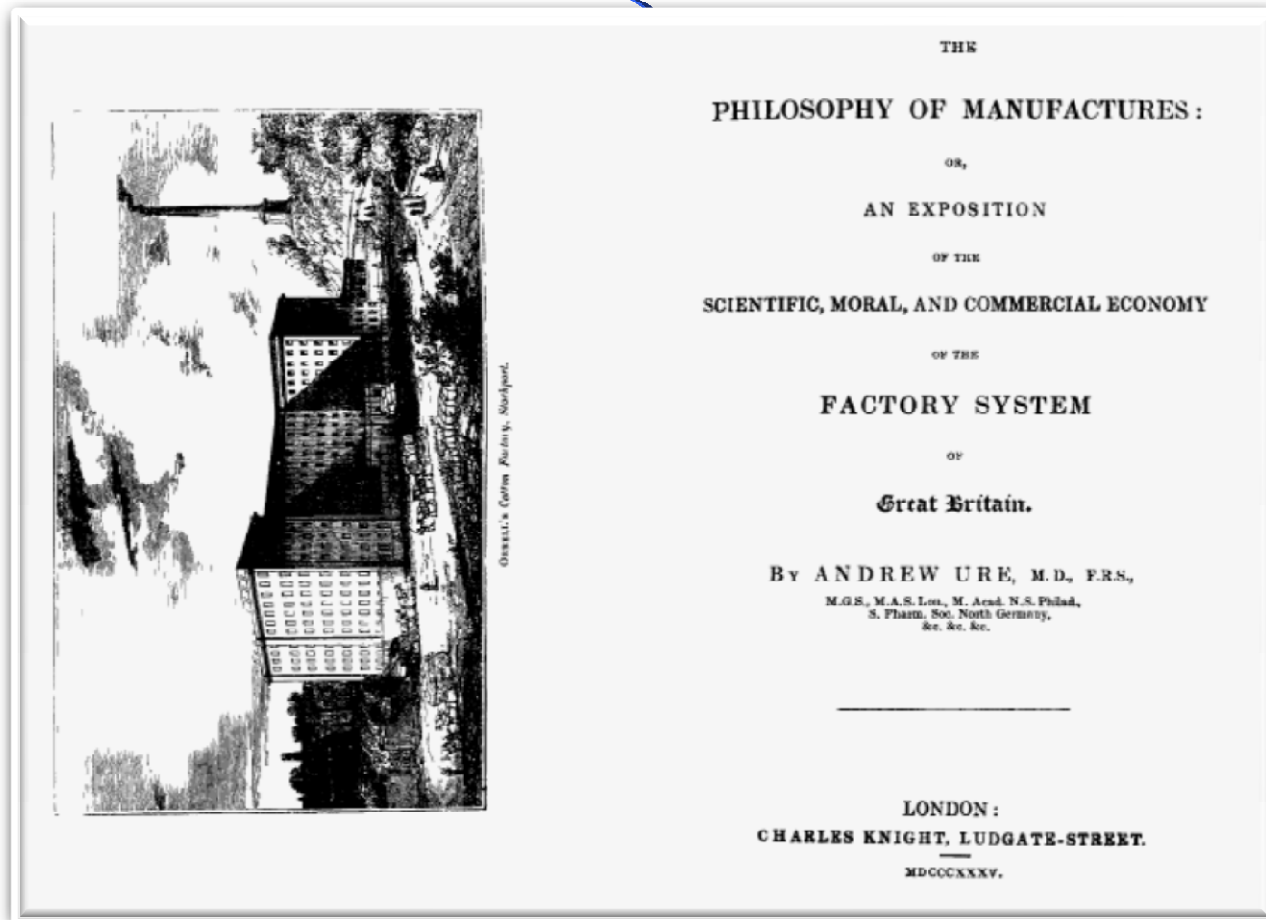 Orrell's Cotton Factory, Stockport.
THE
PHILOSOPHY OF MANUFACTURES:
OR,
AN EXPOSITION
OF THE
SCIENTIFIC, MORAL, AND COMMERCIAL ECONOMY
OF THE
FACTORY SYSTEM
OF
Great Britain.
By ANDREW URE, M.D., F.R.S.,
M.G.S., M.A.S. Lon., M. Acad. N.S. Philad.,
S. Pharm. Soc. North Germany,
&c. &c. &c.
LONDON:
CHARLES KNIGHT, LUDGATE-STREET.
MDCCCXXXV.